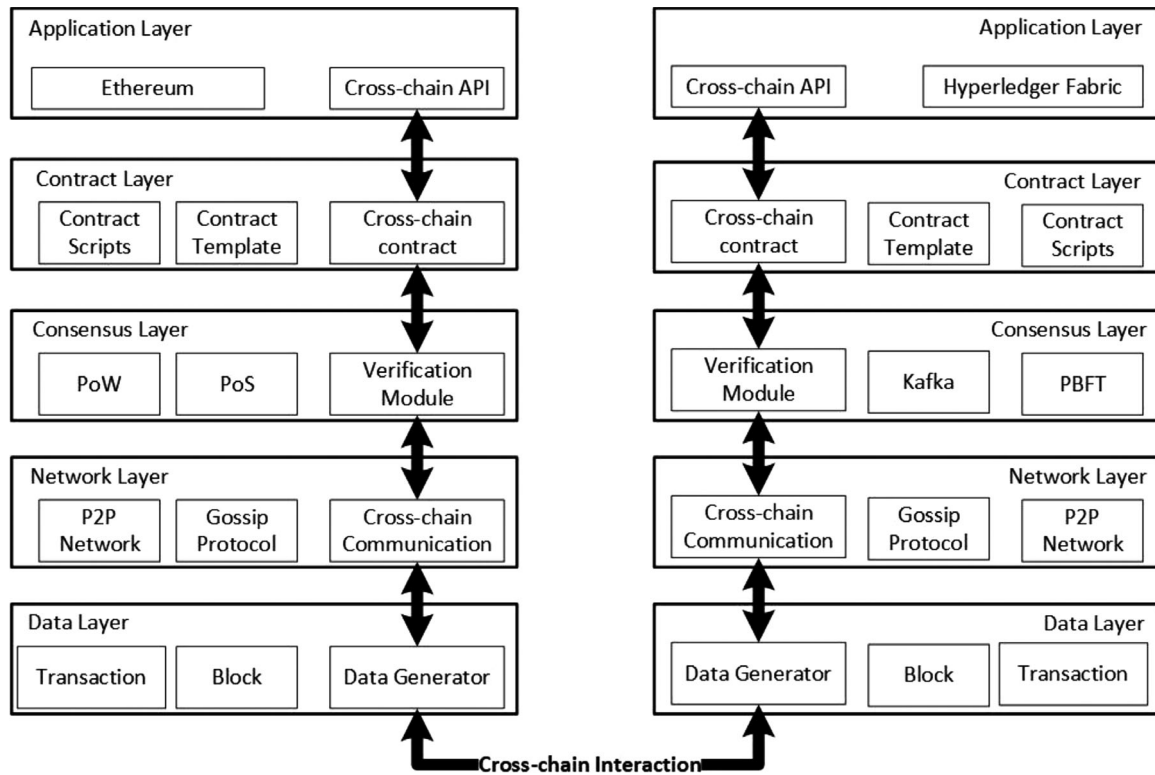 Application Layer
Ethereum
Cross-chain API
Contract Layer
Contract
Scripts
Contract
Template
Cross-chain
contract
Consensus Layer
PoW
PoS
Verification
Module
Network Layer
P2P
Network
Gossip
Protocol
Cross-chain
Communication
Data Layer
Transaction
Block
Data Generator
Application Layer
Cross-chain API
Hyperledger Fabric
Contract Layer
Cross-chain
contract
Contract
Template
Contract
Scripts
Consensus Layer
Verification
Module
Kafka
PBFT
Network Layer
Cross-chain
Communication
Gossip
Protocol
P2P
Network
Data Layer
Data Generator
Block
Transaction
Cross-chain Interaction